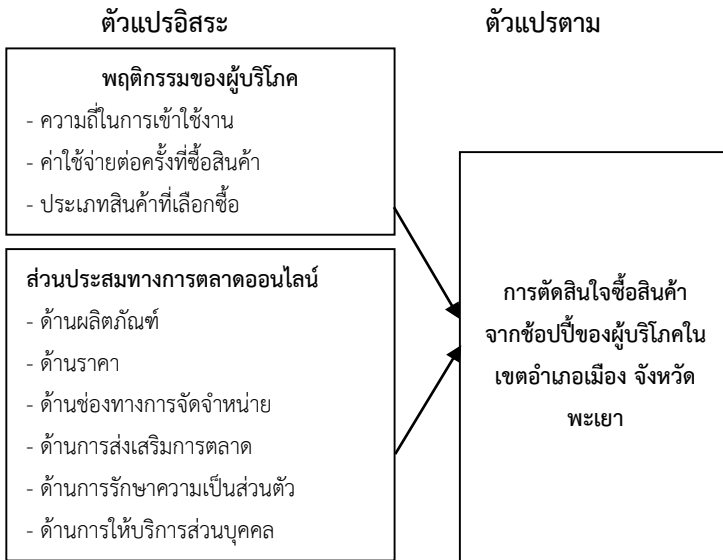 ตัวแปรอิสระ
ตัวแปรตาม
พฤติกรรมของผู้บริโภค
- ความถี่ในการเข้าใช้งาน
- ค่าใช้จ่ายต่อครั้งที่ซื้อสินค้า
- ประเภทสินค้าที่เลือกซื้อ
ส่วนประสมทางการตลาดออนไลน์
- ด้านผลิตภัณฑ์
- ด้านราคา
- ด้านช่องทางการจัดจำหน่าย
- ด้านการส่งเสริมการตลาด
- ด้านการรักษาความเป็นส่วนตัว
- ด้านการให้บริการส่วนบุคคล
การตัดสินใจซื้อสินค้า
จากช้อปปี้ของผู้บริโภคใน
เขตอำเภอเมือง จังหวัด
พะเยา